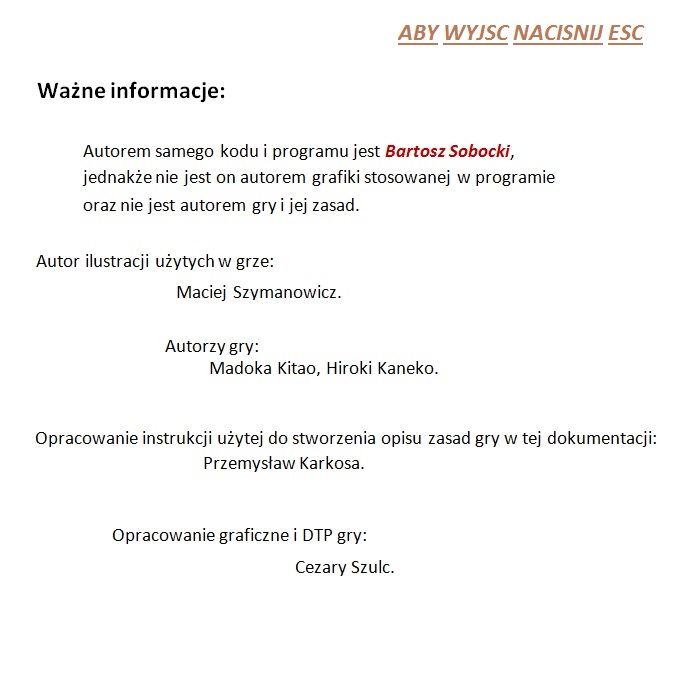 ABY WYJSC NACISNIJ ESC
Ważne informacje:
Autorem samego kodu i programu jest Bartosz Sobocki,
jednakże nie jest on autorem grafiki stosowanej w programie
oraz nie jest autorem gry i jej zasad.
Autor ilustracji użytych w grze:
Maciej Szymanowicz.
Autorzy gry:
Madoka Kitao, Hiroki Kaneko.
Opracowanie instrukcji użytej do stworzenia opisu zasad gry w tej dokumentacji:
Przemysław Karkosa.
Opracowanie graficzne i DTP gry:
Cezary Szulc.